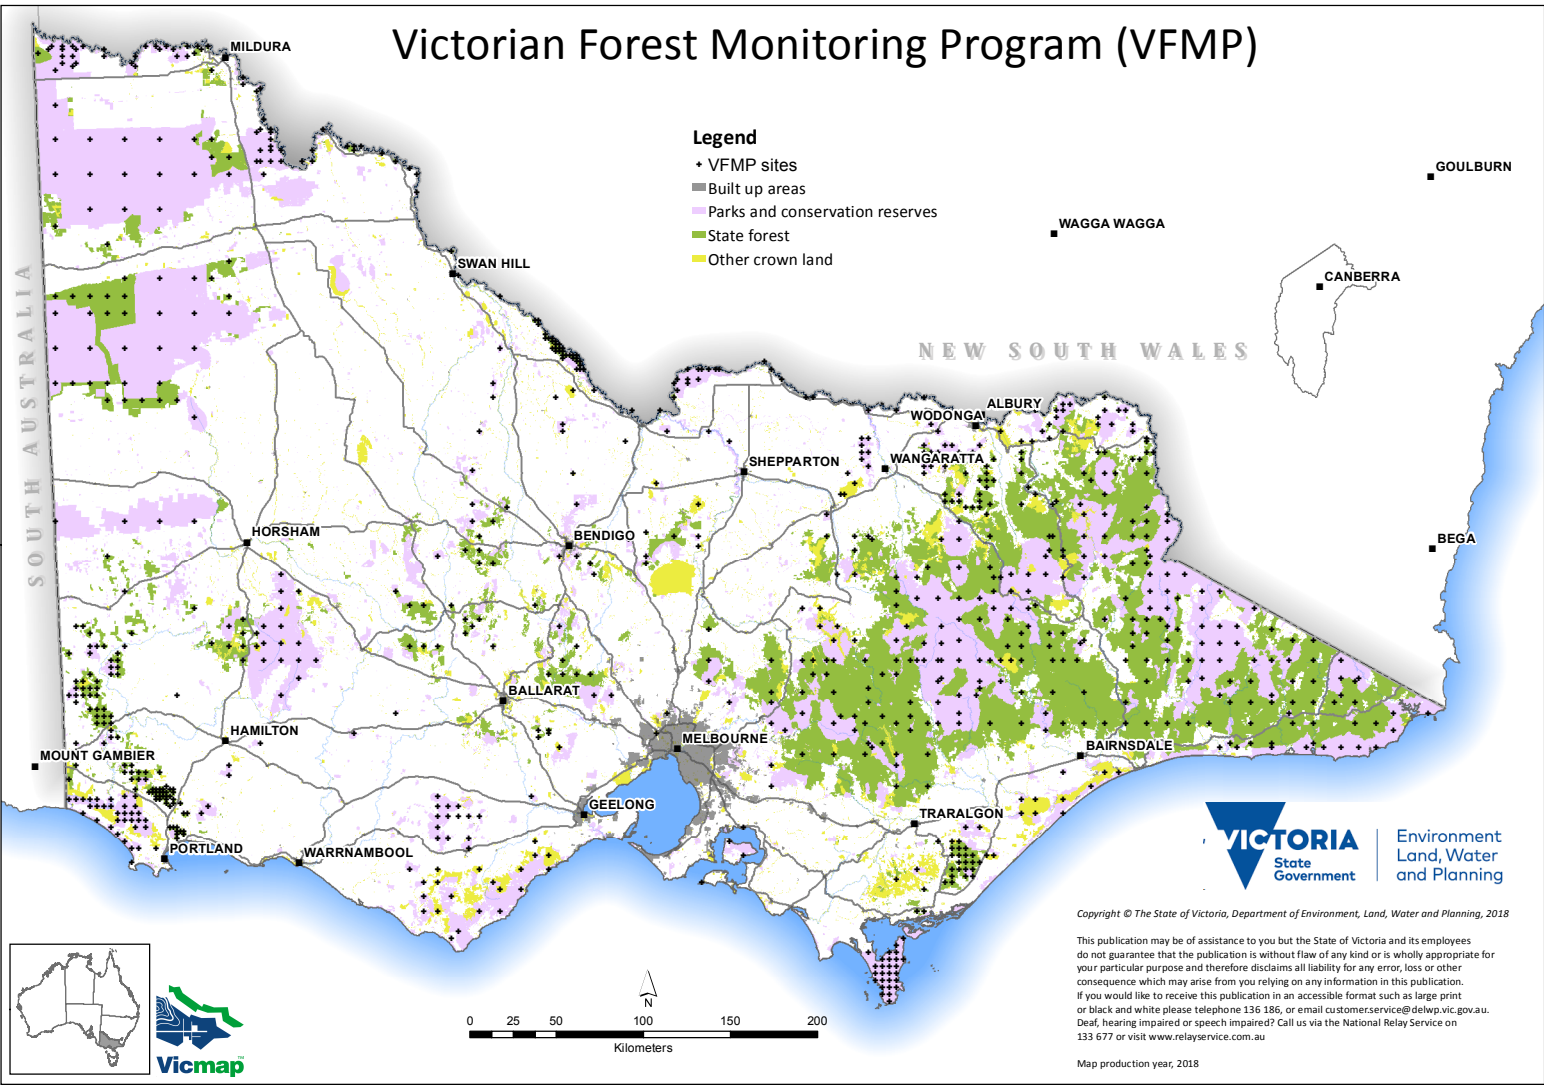 Victorian Forest Monitoring Program (VFMP)
Legend
VFMP sites
Built up areas
Parks and conservation reserves
State forest
Other crown land
MILDURA
GOULBURN
WAGGA WAGGA
CANBERRA
SWAN HILL
SOUTH AUSTRALIA
NEW SOUTH WALES
ALBURY
WODONGA
SHEPPARTON
WANGARATTA
HORSHAM
BENDIGO
BEGA
BALLARAT
HAMILTON
MELBOURNE
BAIRNSDALE
MOUNT GAMBIER
GEELONG
TRARALGON
PORTLAND
WARRNAMBOOL
VICTORIA
State
Government
Environment
Land, Water
and Planning
Copyright © The State of Victoria, Department of Environment, Land, Water and Planning, 2018
This publication may be of assistance to you but the State of Victoria and its employees
do not guarantee that the publication is without flaw of any kind or is wholly appropriate for
your particular purpose and therefore disclaims all liability for any error, loss or other
consequence which may arise from you relying on any information in this publication.
If you would like to receive this publication in an accessible format such as large print
or black and white please telephone 136 186, or email customer.service@delwp.vic.gov.au.
Deaf, hearing impaired or speech impaired? Call us via the National Relay Service on
133 677 or visit www.relayservice.com.au
Map production year, 2018
N
0 25 50 100 150 200
Kilometers
Vicmap™